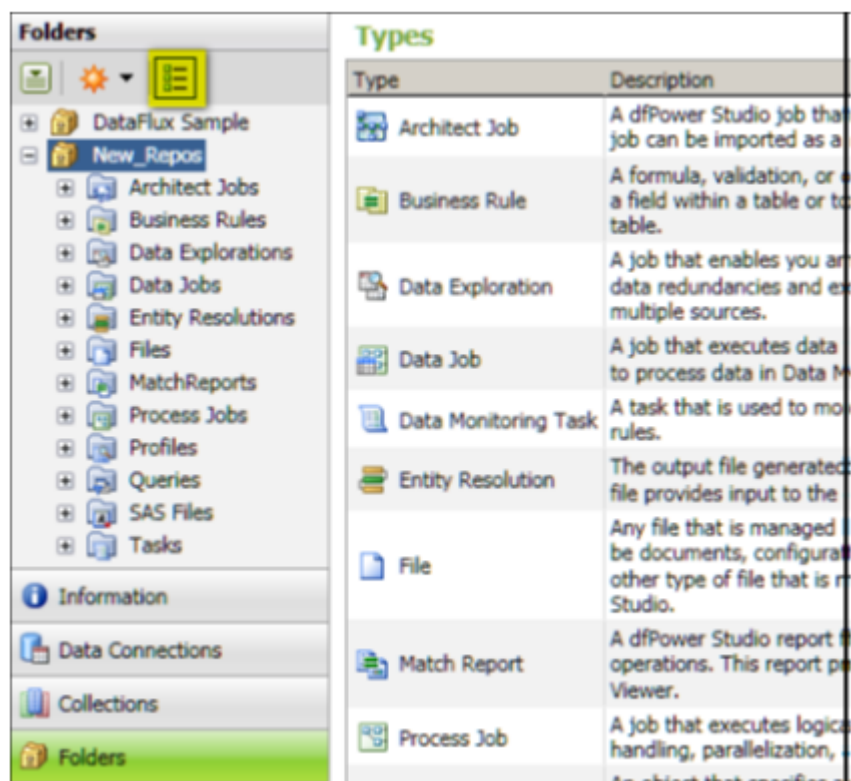 Folders
DataFlux Sample
New_Repos
Architect Jobs
Business Rules
Data Explorations
Data Jobs
Entity Resolutions
Files
MatchReports
Process Jobs
Profiles
Queries
SAS Files
Tasks
Information
Data Connections
Collections
Folders
Types
Type Description
Architect Job
A dfPower Studio job that
job can be imported as a
Business Rule
A formula, validation, or
a field within a table or to
table.
Data Exploration
A job that enables you
data redundancies and
multiple sources.
Data Job
A job that executes data
to process data in Data
Data Monitoring Task
A task that is used to
rules.
Entity Resolution
The output file generated
file provides input to the
File
Any file that is managed
be documents,
other type of file that is
Studio.
Match Report
A dfPower Studio report
operations. This report
Viewer.
Process Job
A job that executes
handling, parallelization,
An object that specifies